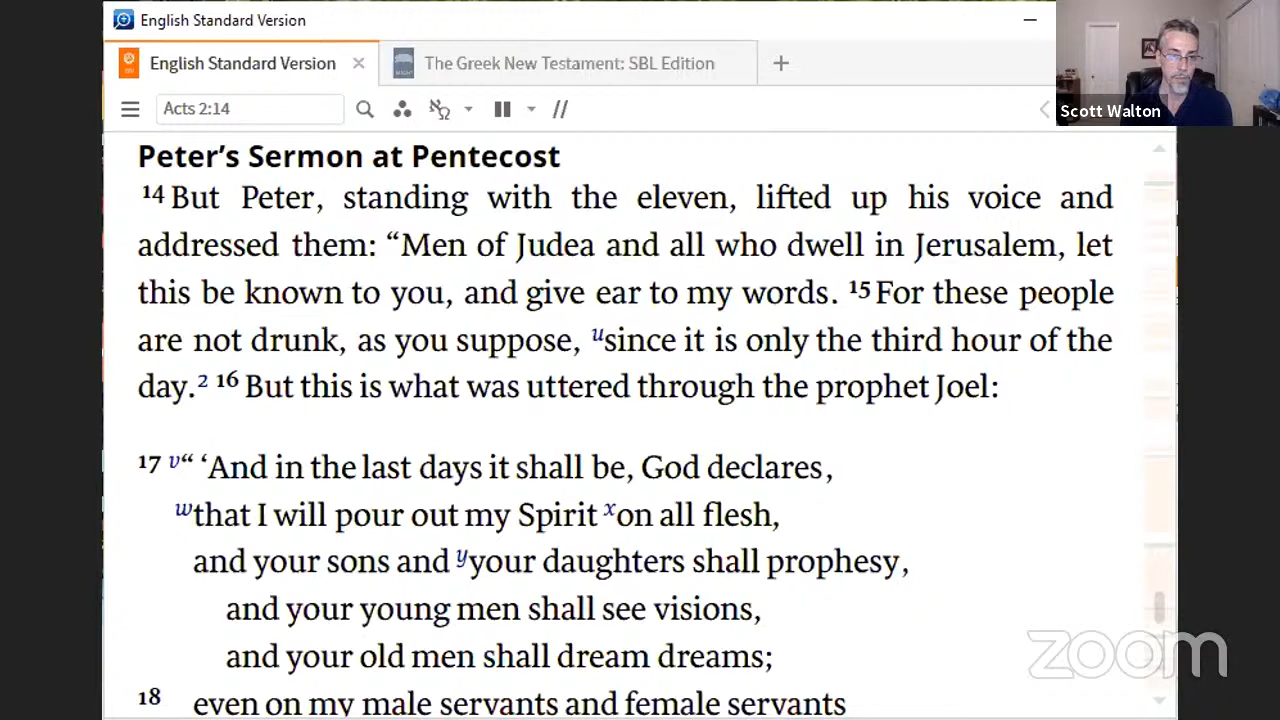 English Standard Version
English Standard Version
The Greek New Testament: SBL Edition
Acts 2:14
Scott Walton
Peter’s Sermon at Pentecost
14 But Peter, standing with the eleven, lifted up his voice and
addressed them: “Men of Judea and all who dwell in Jerusalem, let
this be known to you, and give ear to my words. 15 For these people
are not drunk, as you suppose, u since it is only the third hour of the
day.2 16 But this is what was uttered through the prophet Joel:
17 v “ ‘And in the last days it shall be, God declares,
w that I will pour out my Spirit x on all flesh,
and your sons and y your daughters shall prophesy,
and your young men shall see visions,
and your old men shall dream dreams;
18 even on my male servants and female servants
zoom